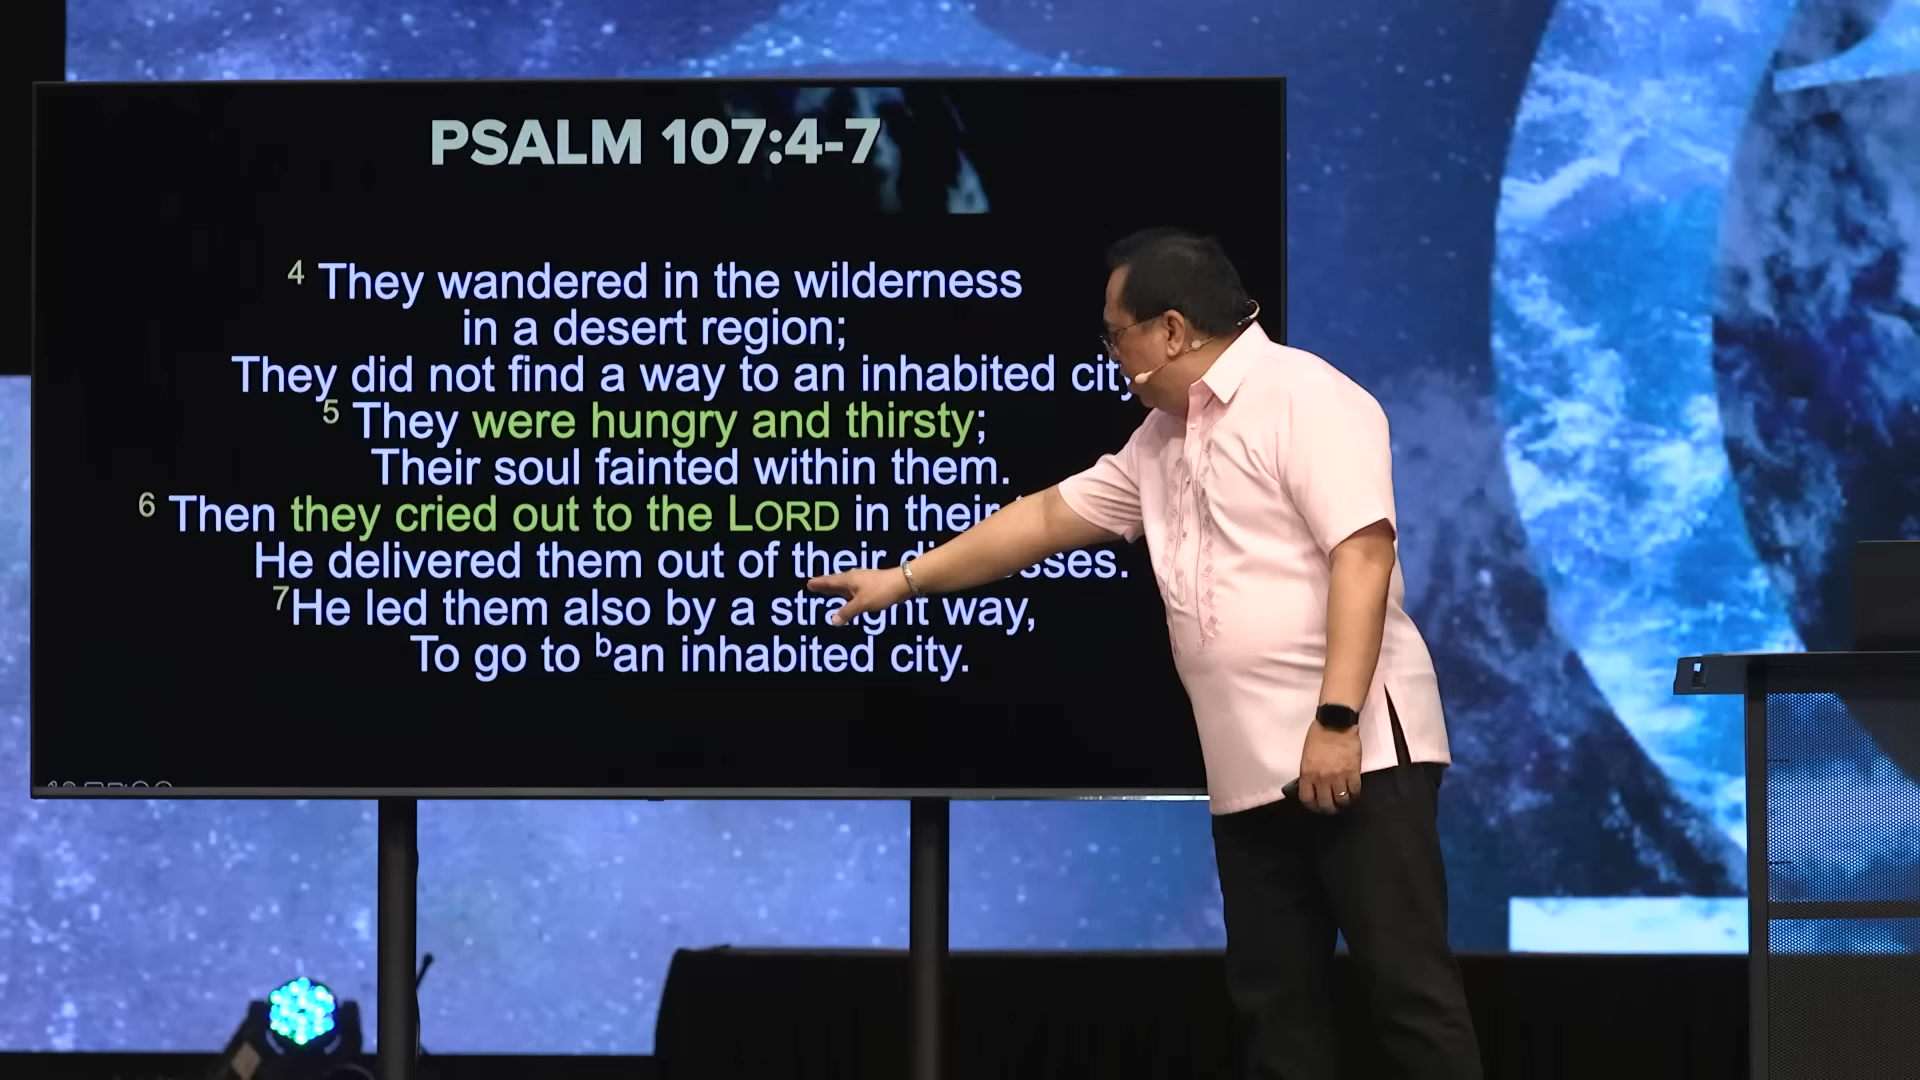 PSALM 107:4-7
4 They wandered in the wilderness
in a desert region;
They did not find a way to an inhabited city
5 They were hungry and thirsty;
Their soul fainted within them.
6 Then they cried out to the LORD in their
He delivered them out of their
7He led them also by a straight way,
To go to ban inhabited city.